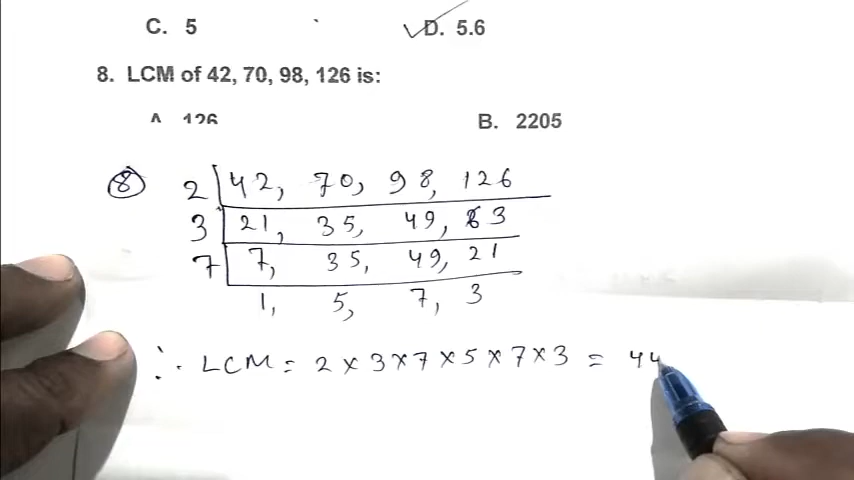 C. 5 D. 5.6
8. LCM of 42, 70, 98, 126 is:
A 126 B. 2205
8 2 42, 70, 98, 126
3 21, 35, 49, 63
7 7, 35, 49, 21
1, 5, 7, 3
∴ LCM = 2 × 3 × 7 × 5 × 7 × 3 = 44